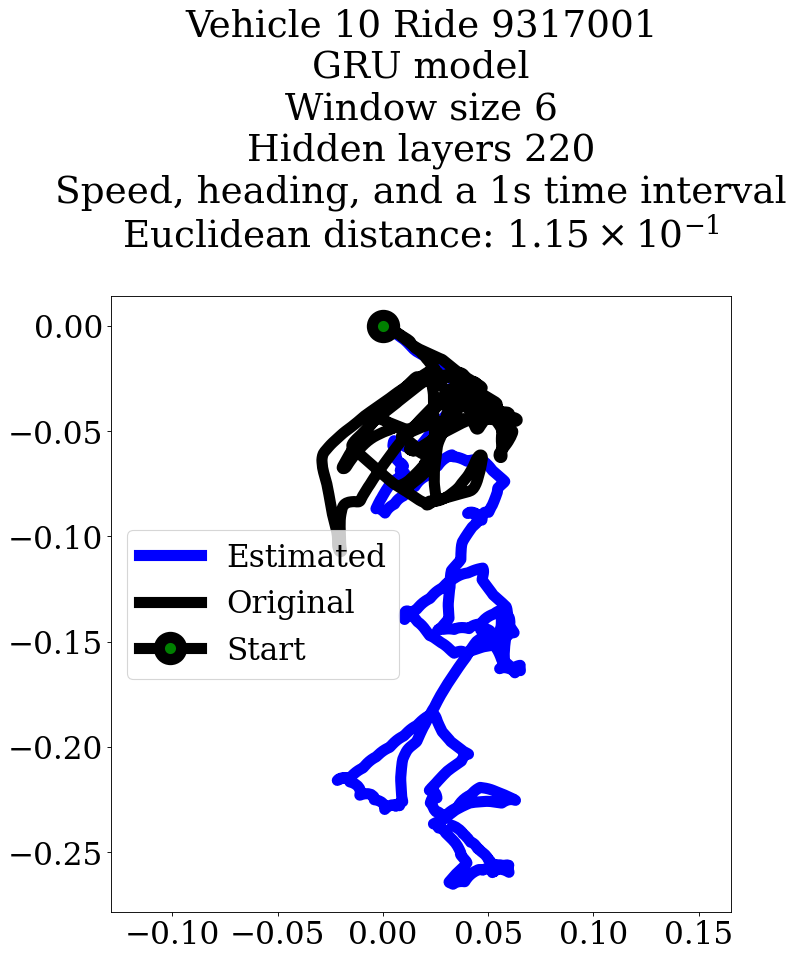 Vehicle 10 Ride 9317001
GRU model
Window size 6
Hidden layers 220
Speed, heading, and a 1s time interval
Euclidean distance: 1.15 × 10⁻¹
0.00
−0.05
−0.10
−0.15
−0.20
−0.25
Estimated
Original
Start
−0.10 −0.05 0.00 0.05 0.10 0.15